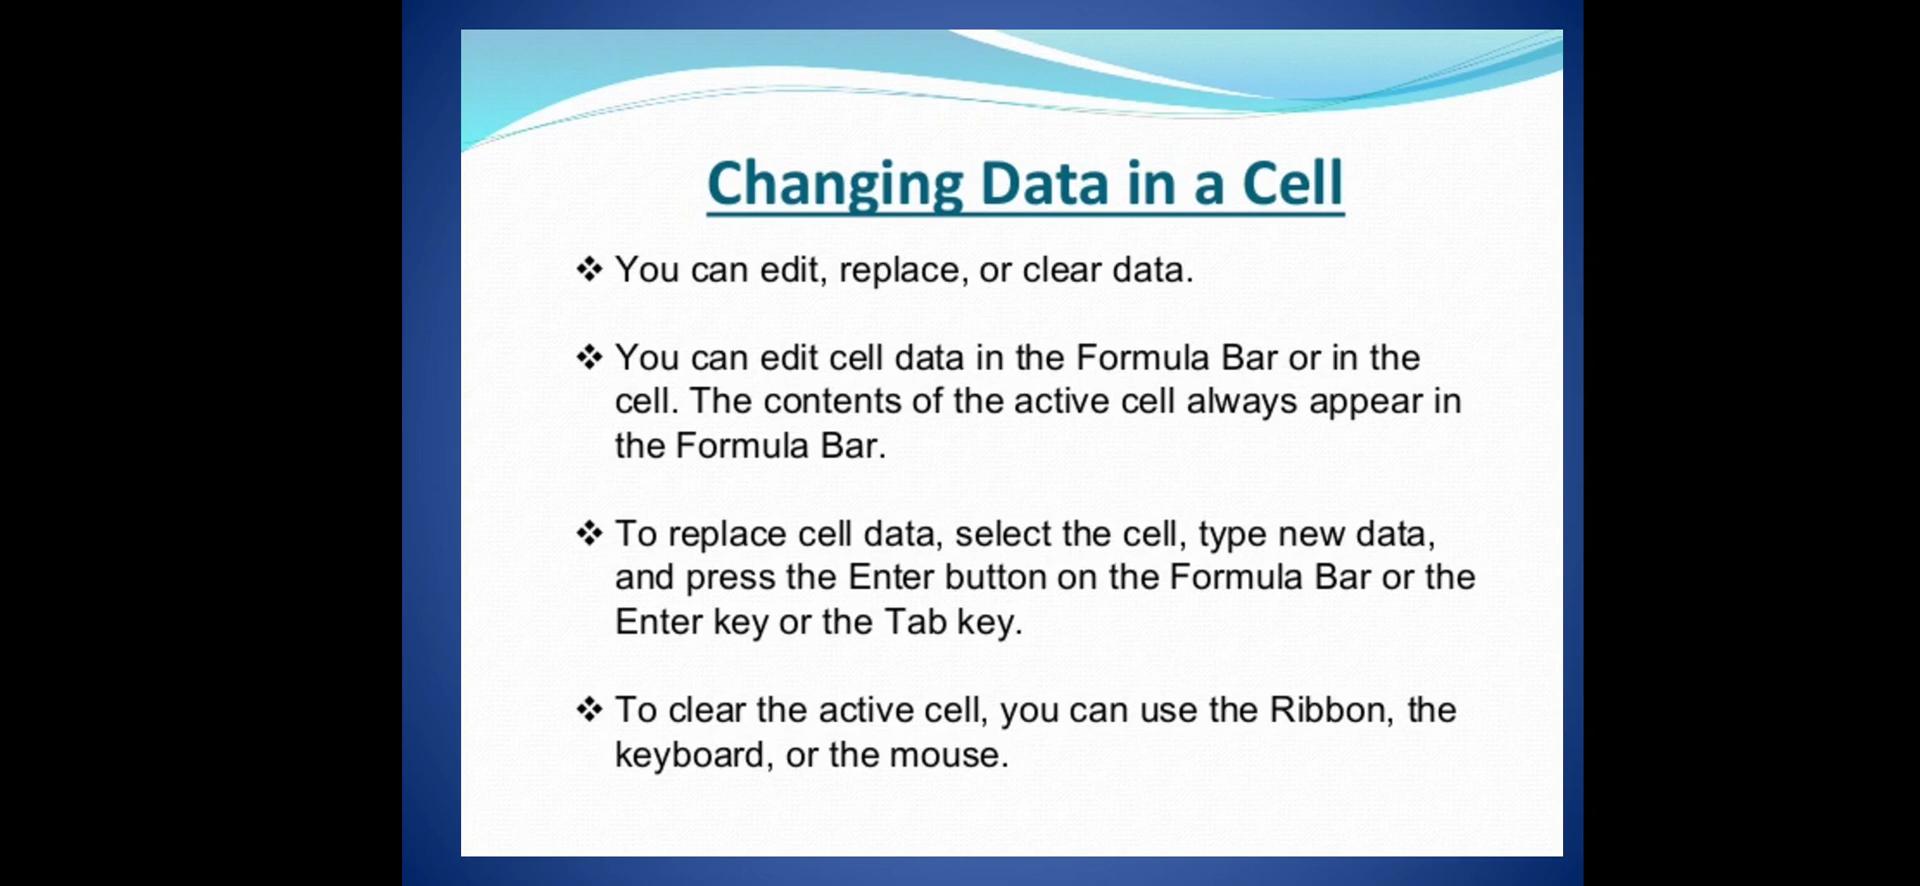 Changing Data in a Cell
❖ You can edit, replace, or clear data.
❖ You can edit cell data in the Formula Bar or in the
cell. The contents of the active cell always appear in
the Formula Bar.
❖ To replace cell data, select the cell, type new data,
and press the Enter button on the Formula Bar or the
Enter key or the Tab key.
❖ To clear the active cell, you can use the Ribbon, the
keyboard, or the mouse.